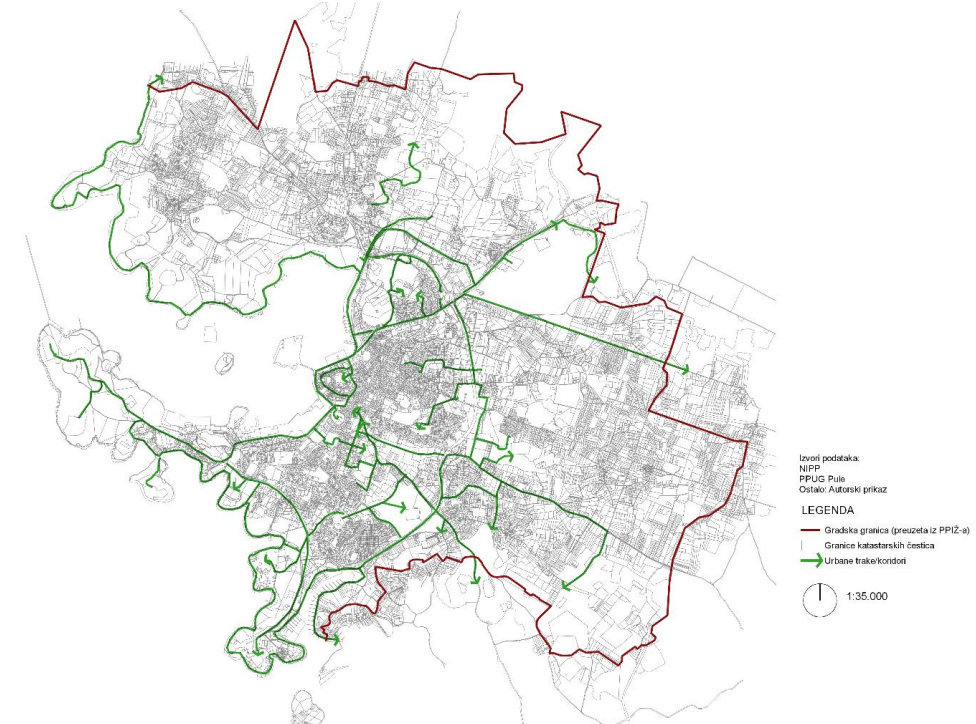 Izvori podataka:
NIPP
PPUG Pule
Ostalo: Autorski prikaz
LEGENDA
Gradska granica (preuzeta iz PPIŽ-a)
Granice katastarskih čestica
Urbane trake/koridori
1:35.000